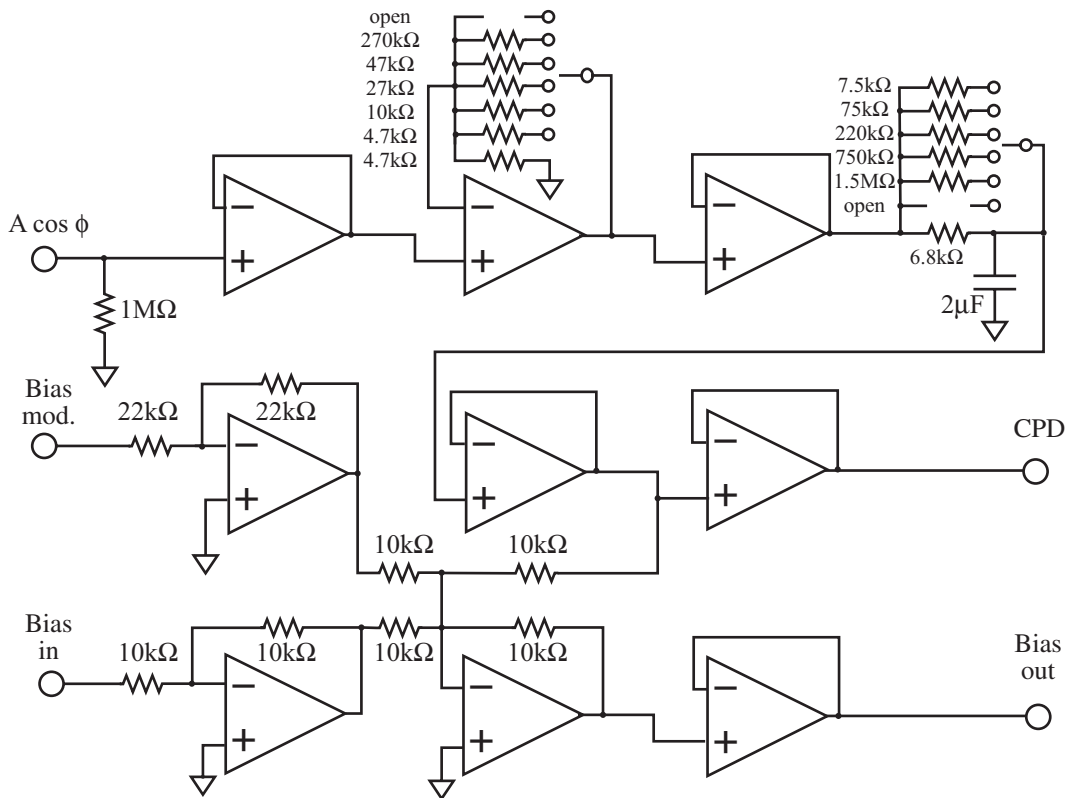 open
270kΩ
47kΩ
27kΩ
10kΩ
4.7kΩ
4.7kΩ
7.5kΩ
75kΩ
220kΩ
750kΩ
1.5MΩ
open
6.8kΩ
2µF
A cos ϕ
1MΩ
Bias
mod.
22kΩ
22kΩ
CPD
10kΩ
10kΩ
Bias
in
10kΩ
10kΩ
10kΩ
10kΩ
Bias
out